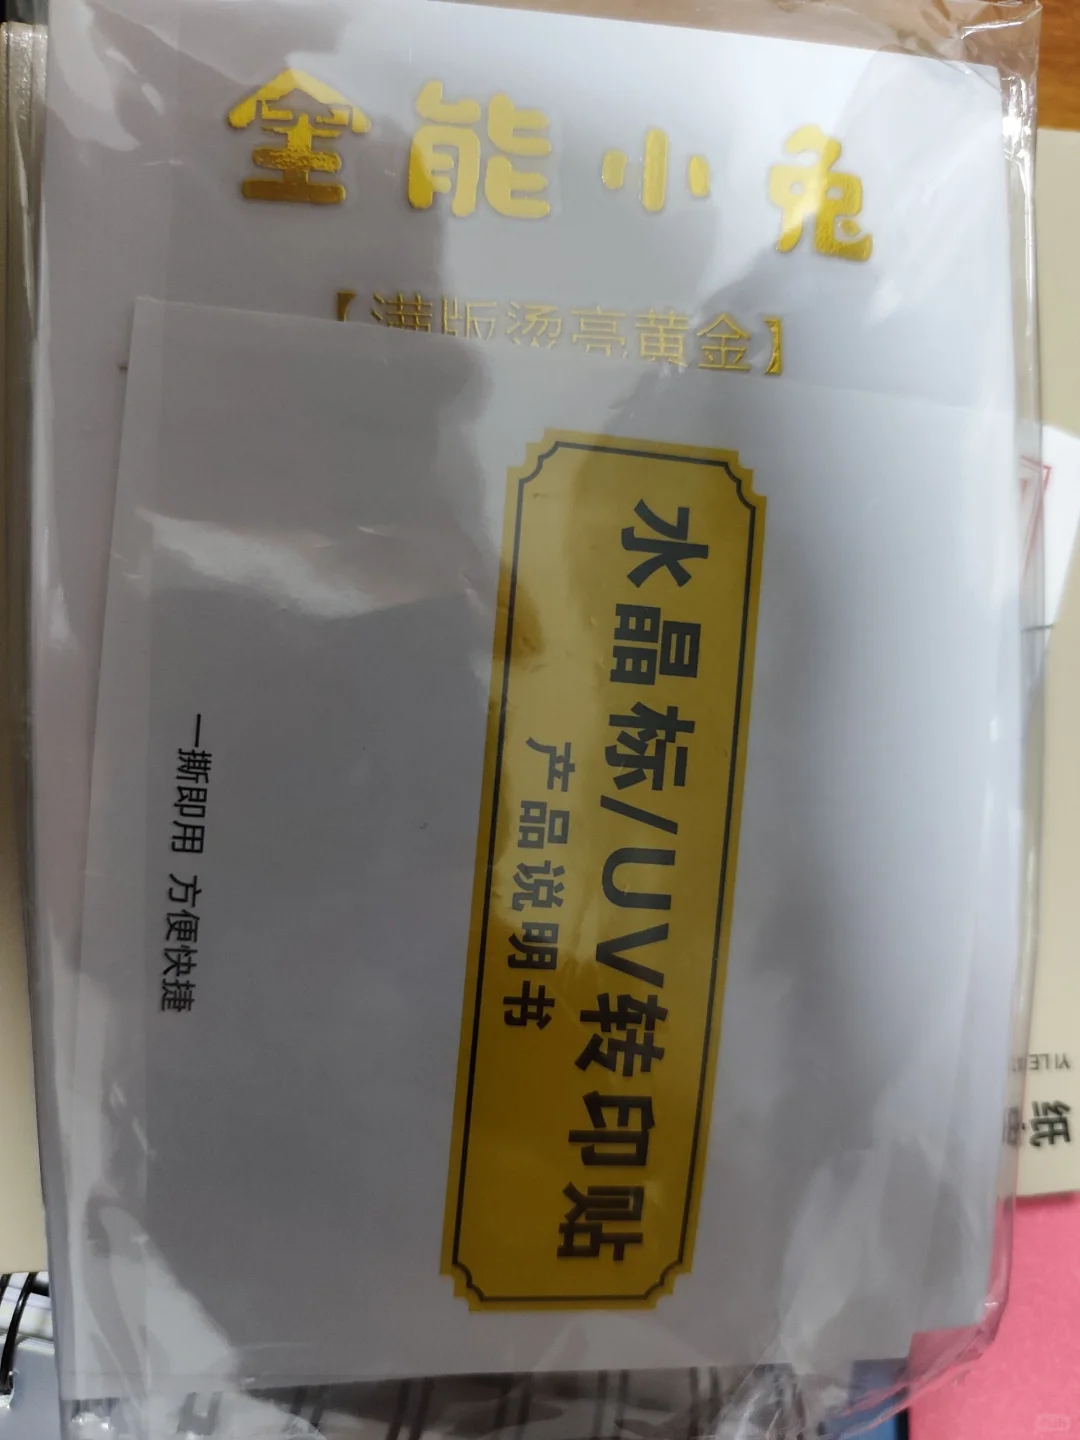 全能小兔
【满版烫亮黄金】
水晶标/UV转印贴
产品说明书
一撕即用 方便快捷
纸